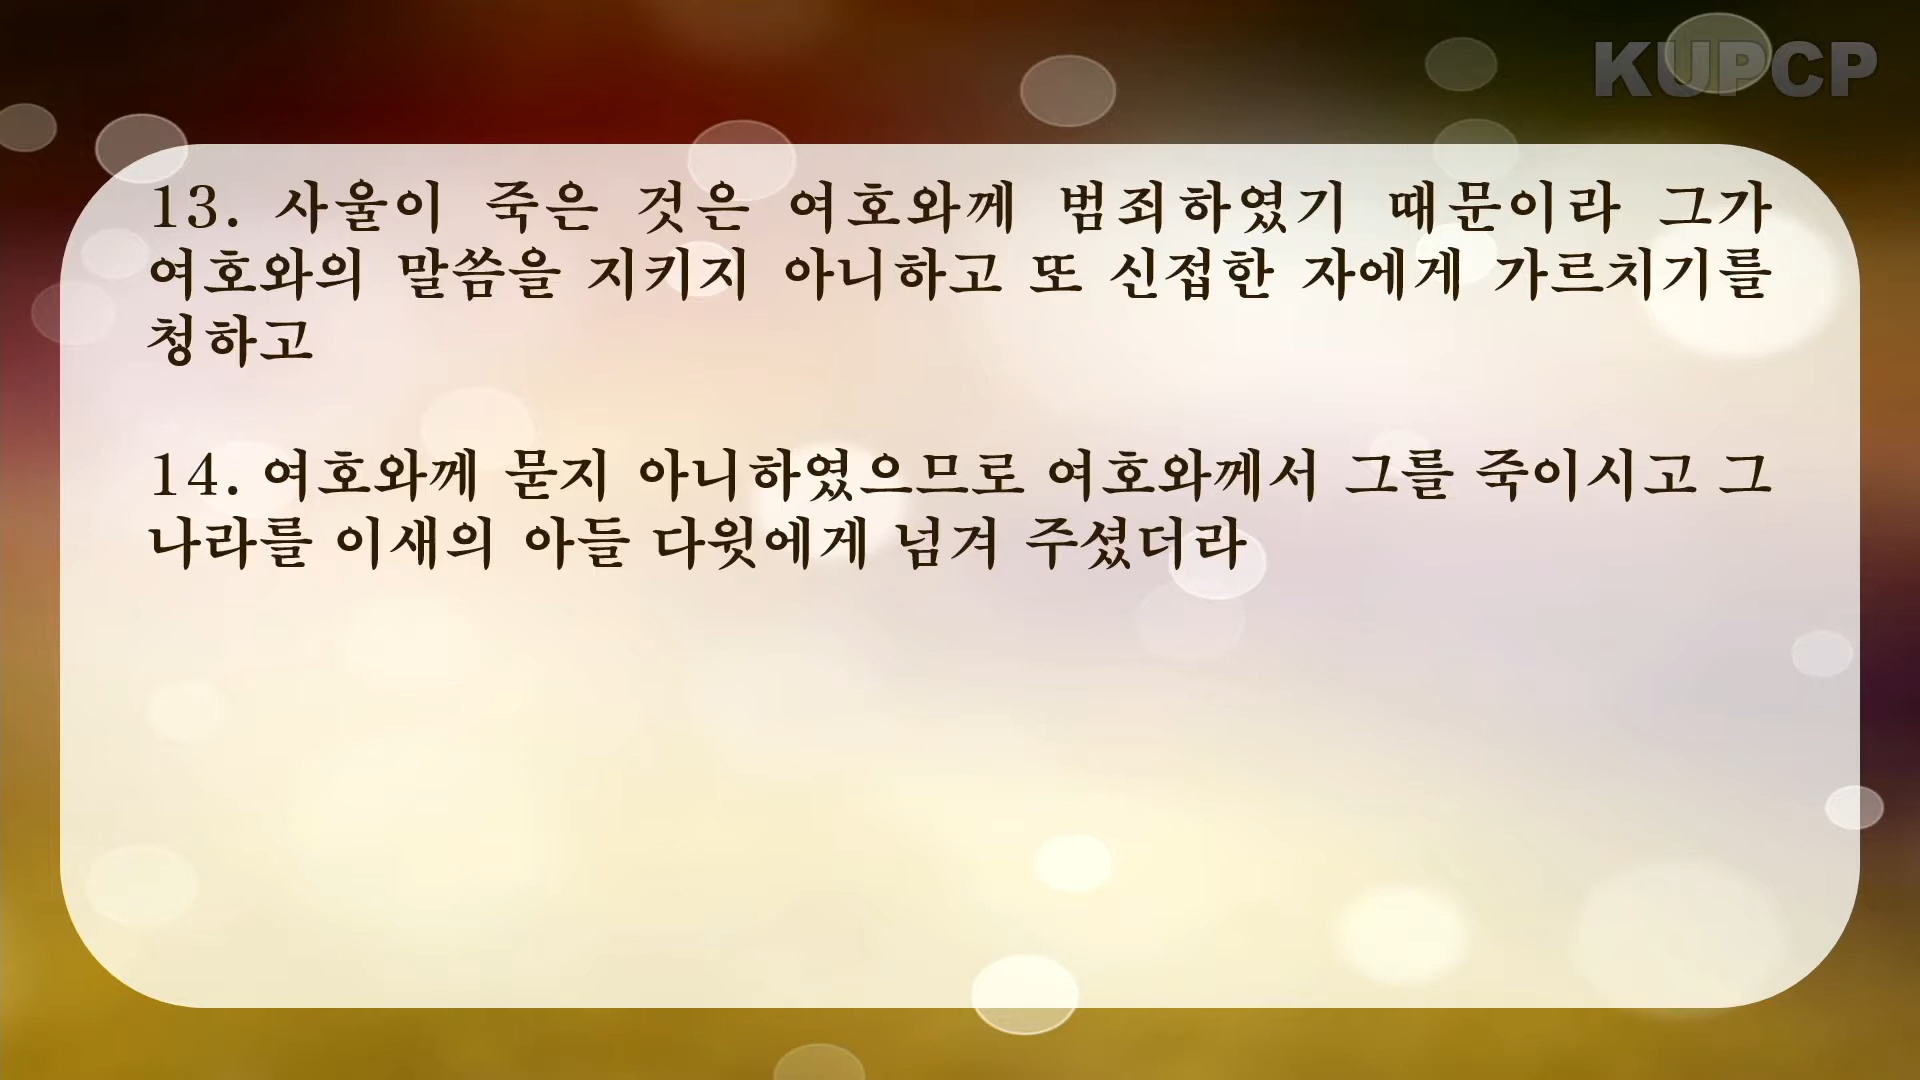 KUPCP
13. 사울이 죽은 것은 여호와께 범죄하였기 때문이라 그가
여호와의 말씀을 지키지 아니하고 또 신접한 자에게 가르치기를
청하고
14. 여호와께 묻지 아니하였으므로 여호와께서 그를 죽이시고 그
나라를 이새의 아들 다윗에게 넘겨 주셨더라